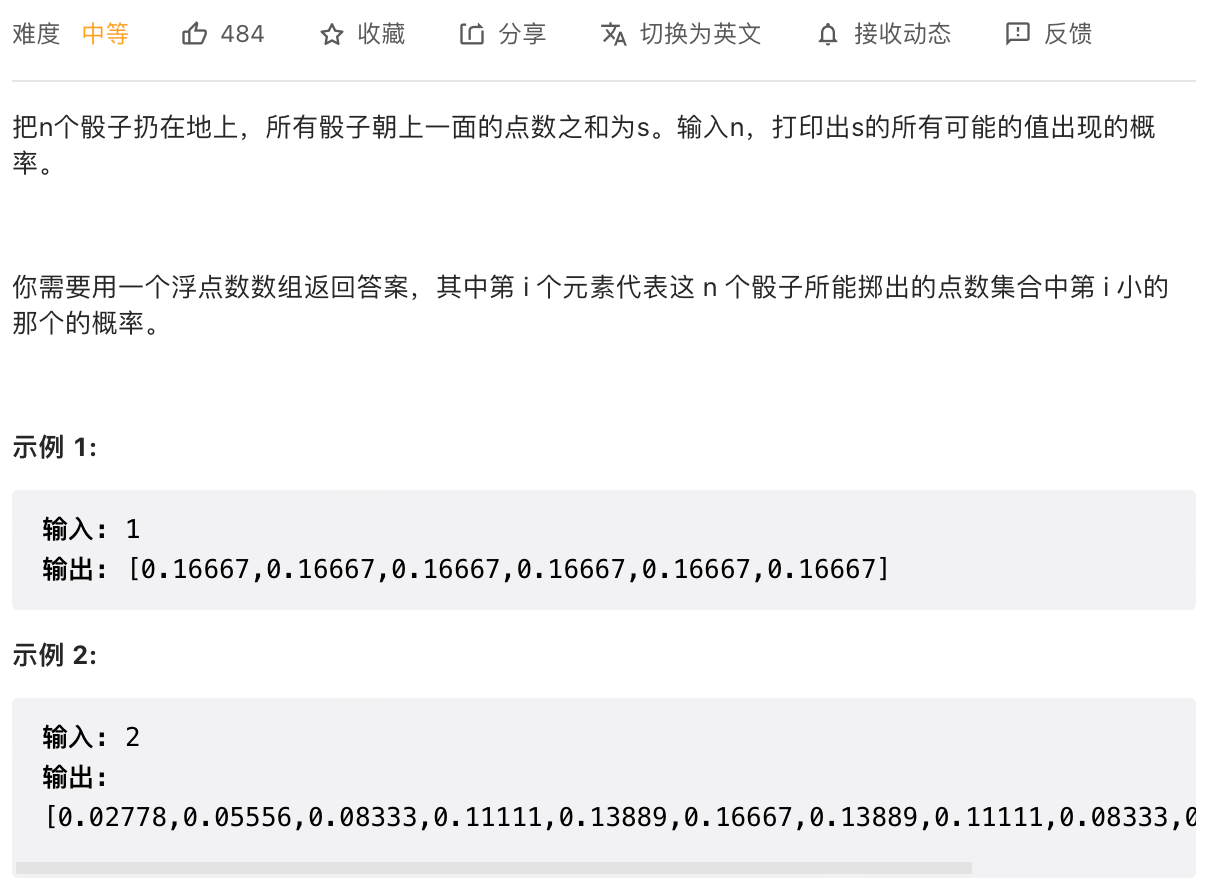 难度 中等 484 收藏 分享 切换为英文 接收动态 反馈
把n个骰子扔在地上，所有骰子朝上一面的点数之和为s。输入n，打印出s的所有可能的值出现的概
率。
你需要用一个浮点数数组返回答案，其中第 i 个元素代表这 n 个骰子所能掷出的点数集合中第 i 小的
那个的概率。
示例 1:
输入: 1
输出: [0.16667,0.16667,0.16667,0.16667,0.16667,0.16667]
示例 2:
输入: 2
输出:
[0.02778,0.05556,0.08333,0.11111,0.13889,0.16667,0.13889,0.11111,0.08333,0